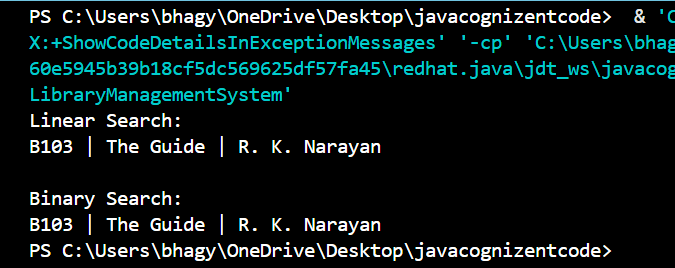 PS C:\Users\bhagy\OneDrive\Desktop\javacognizentcode>  & 'C
X:+ShowCodeDetailsInExceptionMessages' '-cp' 'C:\Users\bhag
60e5945b39b18cf5dc569625df57fa45\redhat.java\jdt_ws\javacog
LibraryManagementSystem'
Linear Search:
B103 | The Guide | R. K. Narayan
Binary Search:
B103 | The Guide | R. K. Narayan
PS C:\Users\bhagy\OneDrive\Desktop\javacognizentcode>